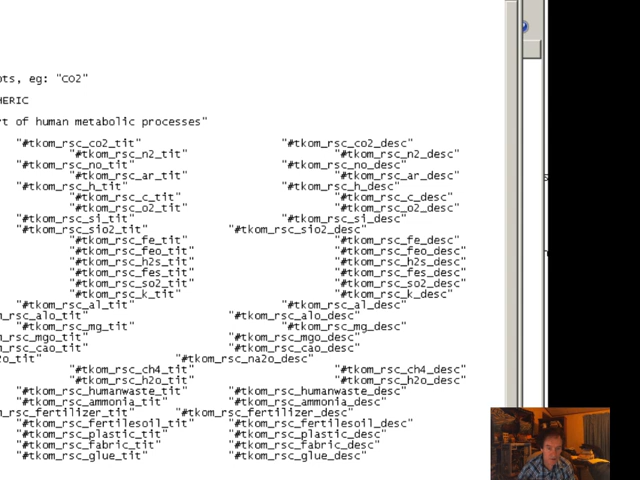 ots, eg: "CO2"
HERIC
rt of human metabolic processes"
"#tkom_rsc_co2_tit" "#tkom_rsc_co2_desc"
"#tkom_rsc_n2_tit" "#tkom_rsc_n2_desc"
"#tkom_rsc_no_tit" "#tkom_rsc_no_desc"
"#tkom_rsc_ar_tit" "#tkom_rsc_ar_desc"
"#tkom_rsc_h_tit" "#tkom_rsc_h_desc"
"#tkom_rsc_c_tit" "#tkom_rsc_c_desc"
"#tkom_rsc_o2_tit" "#tkom_rsc_o2_desc"
"#tkom_rsc_si_tit" "#tkom_rsc_si_desc"
"#tkom_rsc_sio2_tit" "#tkom_rsc_sio2_desc"
"#tkom_rsc_fe_tit" "#tkom_rsc_fe_desc"
"#tkom_rsc_feo_tit" "#tkom_rsc_feo_desc"
"#tkom_rsc_h2s_tit" "#tkom_rsc_h2s_desc"
"#tkom_rsc_fes_tit" "#tkom_rsc_fes_desc"
"#tkom_rsc_so2_tit" "#tkom_rsc_so2_desc"
"#tkom_rsc_k_tit" "#tkom_rsc_k_desc"
"#tkom_rsc_al_tit" "#tkom_rsc_al_desc"
m_rsc_alo_tit" "#tkom_rsc_alo_desc"
"#tkom_rsc_mg_tit" "#tkom_rsc_mg_desc"
m_rsc_mgo_tit" "#tkom_rsc_mgo_desc"
m_rsc_cao_tit" "#tkom_rsc_cao_desc"
2o_tit" "#tkom_rsc_na2o_desc"
"#tkom_rsc_ch4_tit" "#tkom_rsc_ch4_desc"
"#tkom_rsc_h2o_tit" "#tkom_rsc_h2o_desc"
"#tkom_rsc_humanwaste_tit" "#tkom_rsc_humanwaste_desc"
"#tkom_rsc_ammonia_tit" "#tkom_rsc_ammonia_desc"
m_rsc_fertilizer_tit" "#tkom_rsc_fertilizer_desc"
"#tkom_rsc_fertilesoil_tit" "#tkom_rsc_fertilesoil_desc"
"#tkom_rsc_plastic_tit" "#tkom_rsc_plastic_desc"
"#tkom_rsc_fabric_tit" "#tkom_rsc_fabric_desc"
"#tkom_rsc_glue_tit" "#tkom_rsc_glue_desc"